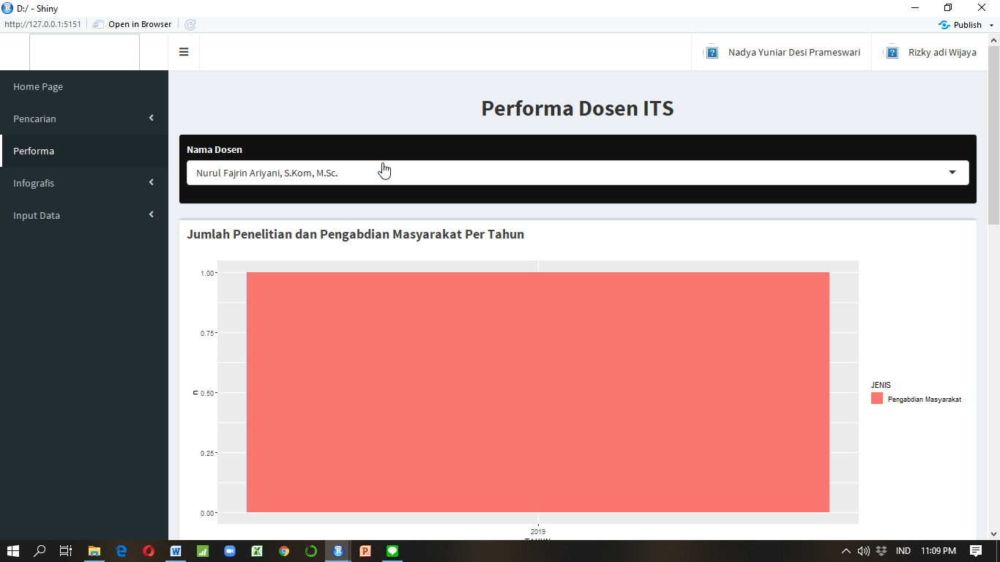 D:/ - Shiny
http://127.0.0.1:5151 Open in Browser Publish
Nadya Yuniar Desi Prameswari Rizky adi Wijaya
Home Page
Pencarian
Performa
Infografis
Input Data
Performa Dosen ITS
Nama Dosen
Nurul Fajrin Ariyani, S.Kom, M.Sc.
Jumlah Penelitian dan Pengabdian Masyarakat Per Tahun
1.00
0.75
n
0.50
0.25
0.00
2019
TAHUN
JENIS
Pengabdian Masyarakat
IND 11:09 PM